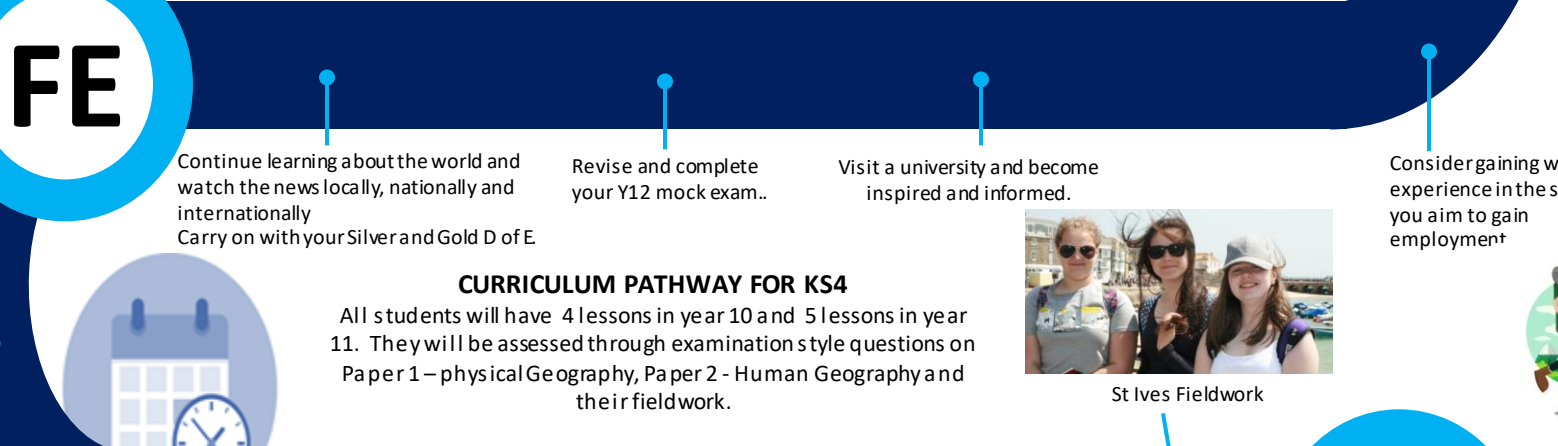 FE
Continue learning about the world and
watch the news locally, nationally and
internationally
Carry on with your Silver and Gold D of E.
Revise and complete
your Y12 mock exam..
Visit a university and become
inspired and informed.
Consider gaining
experience in the
you aim to gain
employment
CURRICULUM PATHWAY FOR KS4
All students will have 4 lessons in year 10 and 5 lessons in year
11. They will be assessed through examination style questions on
Paper 1 – physical Geography, Paper 2 - Human Geography and
their fieldwork.
St Ives Fieldwork